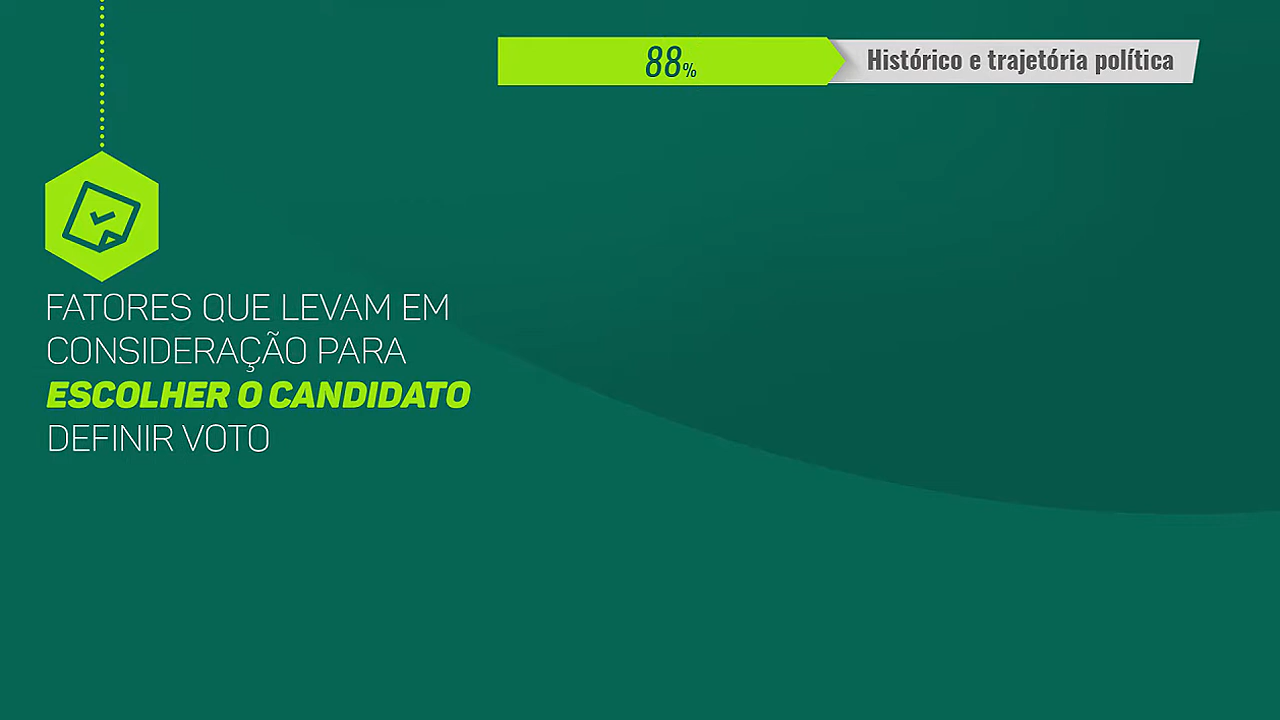 88%
Histórico e trajetória política
FATORES QUE LEVAM EM
CONSIDERAÇÃO PARA
ESCOLHER O CANDIDATO
DEFINIR VOTO